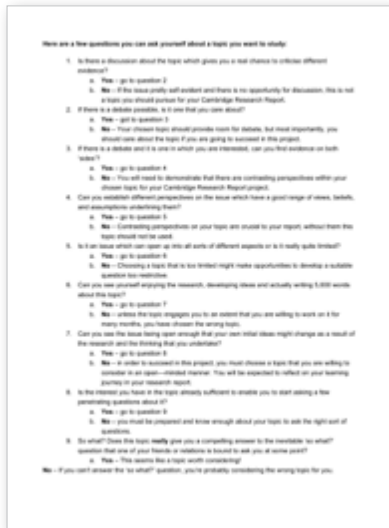 Here are a few questions you can ask yourself about a topic you want to study:
1. Is there a discussion about the topic which gives you a real chance to criticise different
evidence?
a. Yes – go to question 2
b. No – If the issue pretty self-evident and there is no opportunity for discussion, this is not
a topic you should pursue for your Cambridge Research Report.
2. If there is a debate possible, is it one that you care about?
a. Yes – got to question 3
b. No – Your chosen topic should provide room for debate, but most importantly, you
should care about the topic if you are going to succeed in this project.
3. If there is a debate and it is one in which you are interested, can you find evidence on both
'sides'?
a. Yes – go to question 4
b. No – You will need to demonstrate that there are contrasting perspectives within your
chosen topic for your Cambridge Research Report project.
4. Can you establish different perspectives on the issue which have a good range of views, beliefs,
and assumptions underlining them?
a. Yes – go to question 5
b. No – Contrasting perspectives on your topic are crucial to your report; without them this
topic should not be used.
5. Is it an issue which can open up into all sorts of different aspects or is it really quite limited?
a. Yes – go to question 6
b. No – Choosing a topic that is too limited might make opportunities to develop a suitable
question too restrictive.
6. Can you see yourself enjoying the research, developing ideas and actually writing 5,000 words
about this topic?
a. Yes – go to question 7
b. No – unless the topic engages you to an extent that you are willing to work on it for
many months, you have chosen the wrong topic.
7. Can you see the issue being open enough that your own initial ideas might change as a result of
the research and the thinking that you undertake?
a. Yes – go to question 8
b. No – in order to succeed in this project, you must choose a topic that you are willing to
consider in an open—minded manner. You will be expected to reflect on your learning
journey in your research report.
8. Is the interest you have in the topic already sufficient to enable you to start asking a few
penetrating questions about it?
a. Yes – go to question 9
b. No – you must be prepared and know enough about your topic to ask the right sort of
questions.
9. So what? Does this topic really give you a compelling answer to the inevitable 'so what?'
question that one of your friends or relations is bound to ask you at some point?
a. Yes – This seems like a topic worth considering!
No – if you can't answer the 'so what?' question, you're probably considering the wrong topic for you.